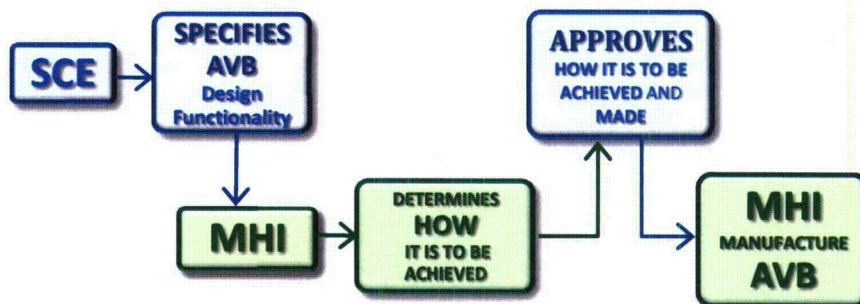 SCE
SPECIFIES
AVB
Design
Functionality
MHI
DETERMINES
HOW
IT IS TO BE
ACHIEVED
APPROVES
HOW IT IS TO BE
ACHIEVED AND
MADE
MHI
MANUFACTURE
AVB